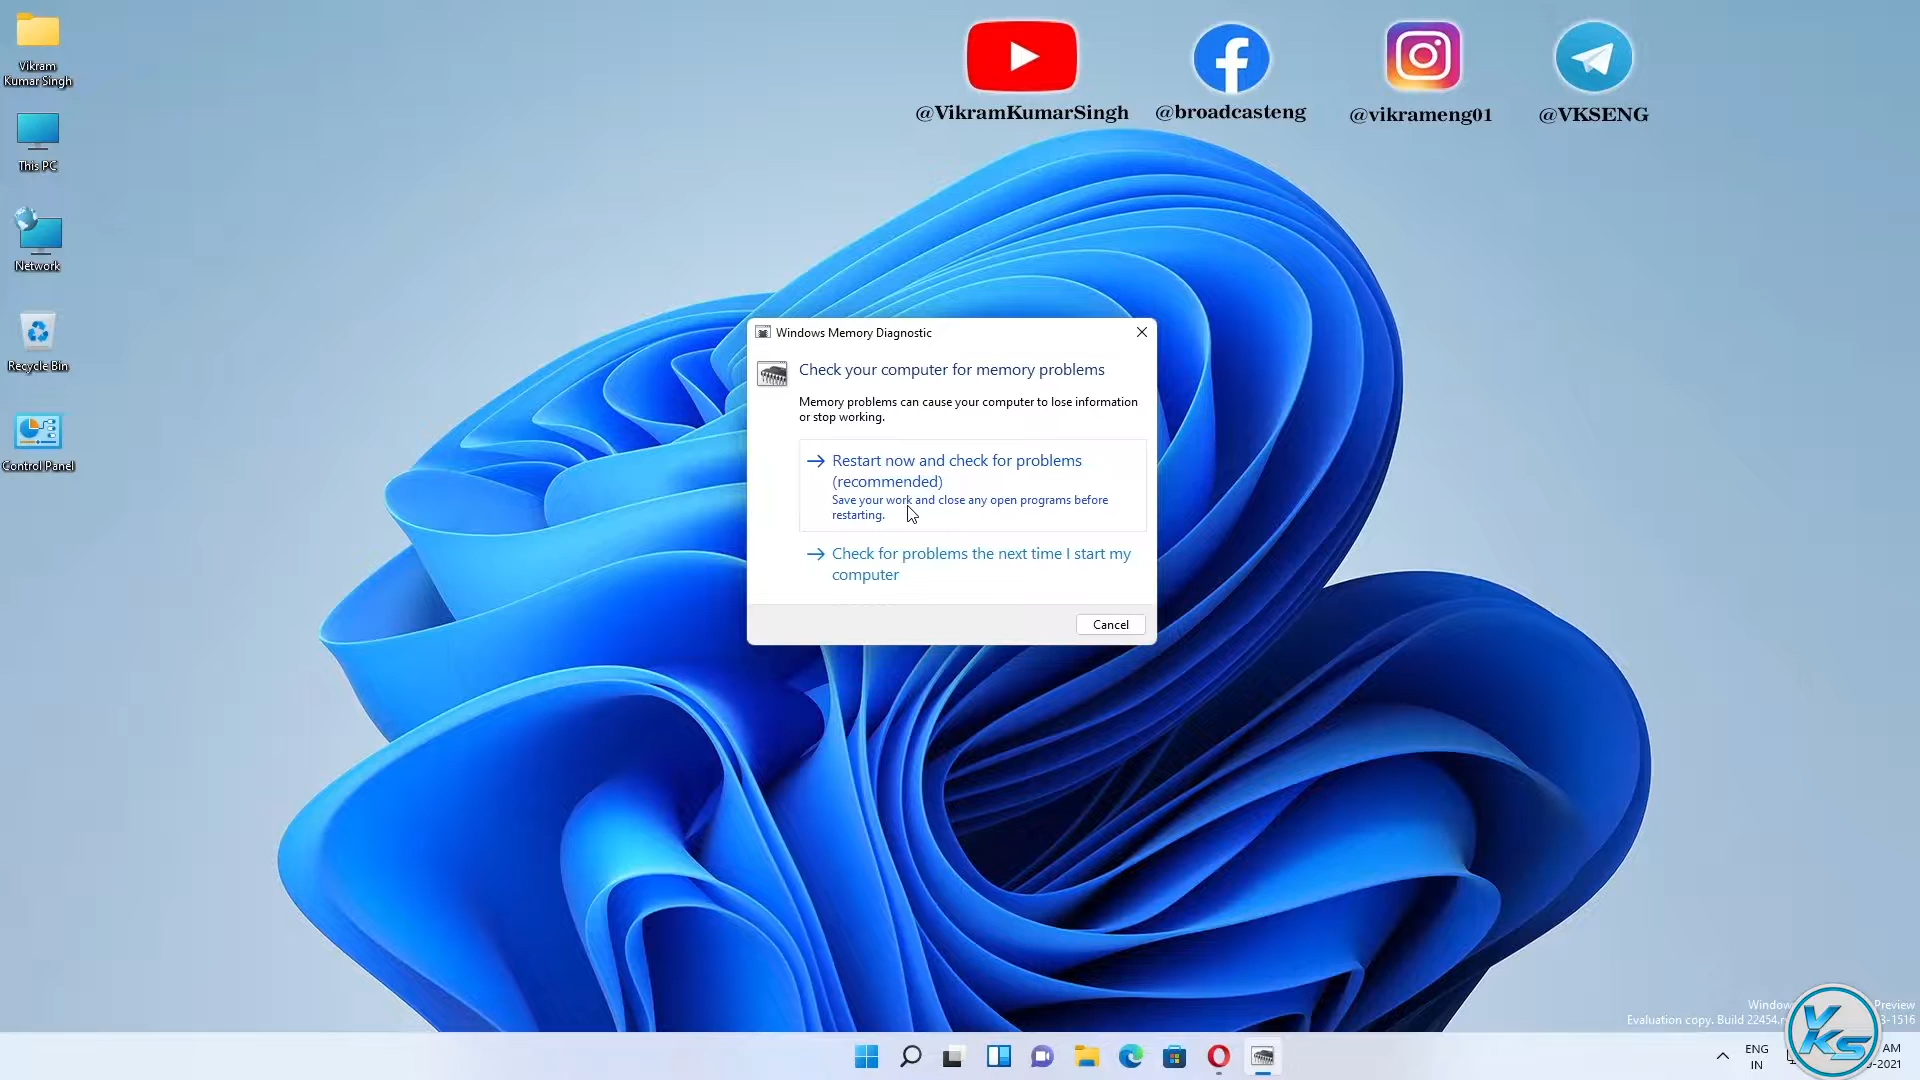 Vikram
Kumar Singh
This PC
Network
Recycle Bin
Control Panel
@VikramKumarSingh
@broadcasteng
@vikrameng01
@VKSENG
Windows Memory Diagnostic
Check your computer for memory problems
Memory problems can cause your computer to lose information
or stop working.
Restart now and check for problems
(recommended)
Save your work and close any open programs before
restarting.
Check for problems the next time I start my
computer
Cancel
Preview
Evaluation copy. Build 22454.
3-1516
VKS
ENG
IN
AM
-2021